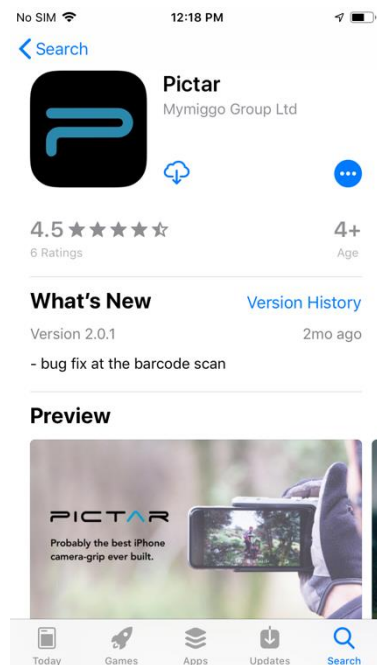 No SIM 12:18 PM
Search
Pictar
Mymiggo Group Ltd
4.5
4+
6 Ratings
Age
What's New Version History
Version 2.0.1 2mo ago
- bug fix at the barcode scan
Preview
PICTAR
Probably the best iPhone
camera-grip ever built.
Today Games Apps Updates Search